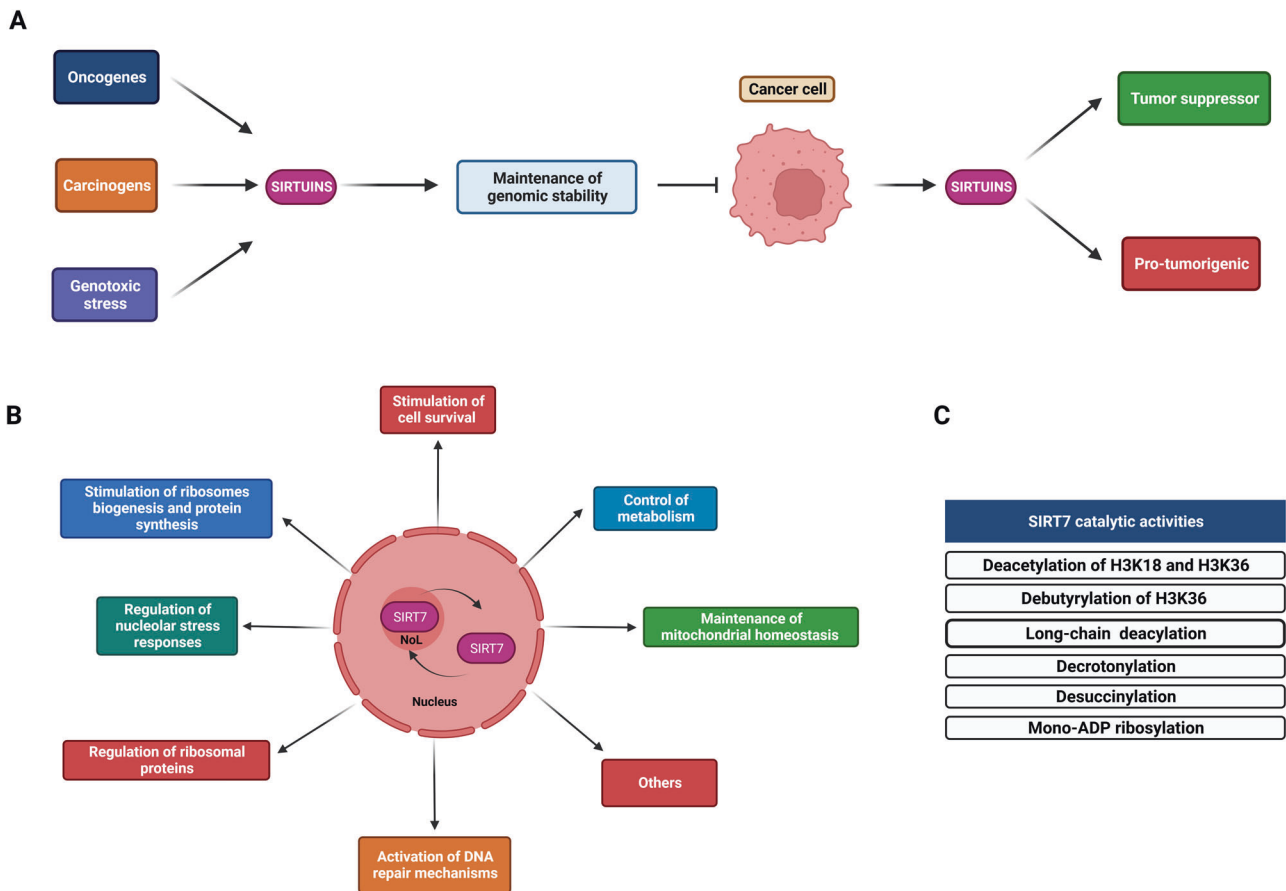 A
Oncogenes
Carcinogens
Genotoxic
stress
SIRTUINS
Maintenance of
genomic stability
Cancer cell
SIRTUINS
Tumor suppressor
Pro-tumorigenic
B
Stimulation of
cell survival
Stimulation of ribosomes
biogenesis and protein
synthesis
Control of
metabolism
Regulation of
nucleolar stress
responses
SIRT7
NoL
SIRT7
Nucleus
Maintenance of
mitochondrial homeostasis
Regulation of ribosomal
proteins
Others
Activation of DNA
repair mechanisms
C
SIRT7 catalytic activities
Deacetylation of H3K18 and H3K36
Debutyrylation of H3K36
Long-chain deacylation
Decrotonylation
Desuccinylation
Mono-ADP ribosylation